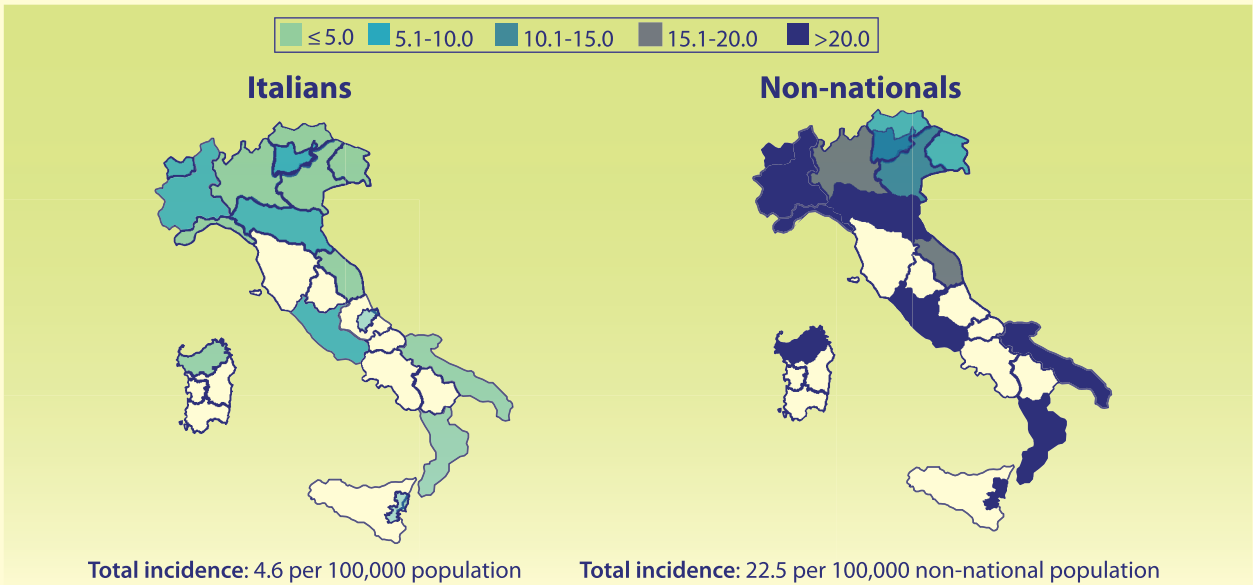 ≤ 5.0 5.1-10.0 10.1-15.0 15.1-20.0 >20.0
Italians Non-nationals
Total incidence: 4.6 per 100,000 population Total incidence: 22.5 per 100,000 non-national population